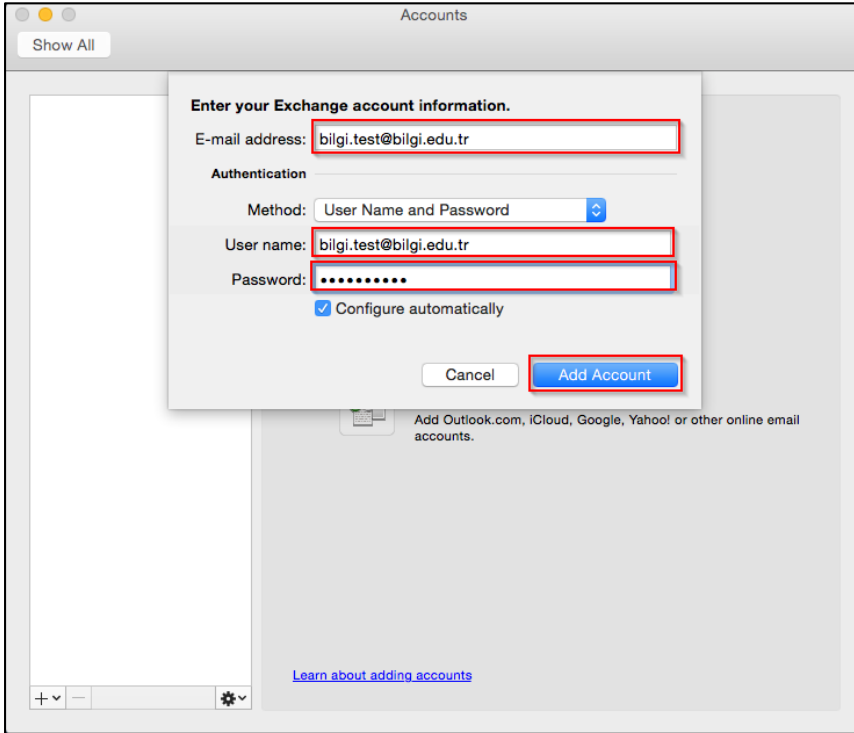 Accounts
Show All
Enter your Exchange account information.
E-mail address: bilgi.test@bilgi.edu.tr
Authentication
Method: User Name and Password
User name: bilgi.test@bilgi.edu.tr
Password: ••••••••••
Configure automatically
Cancel Add Account
Add Outlook.com, iCloud, Google, Yahoo! or other online email
accounts.
Learn about adding accounts